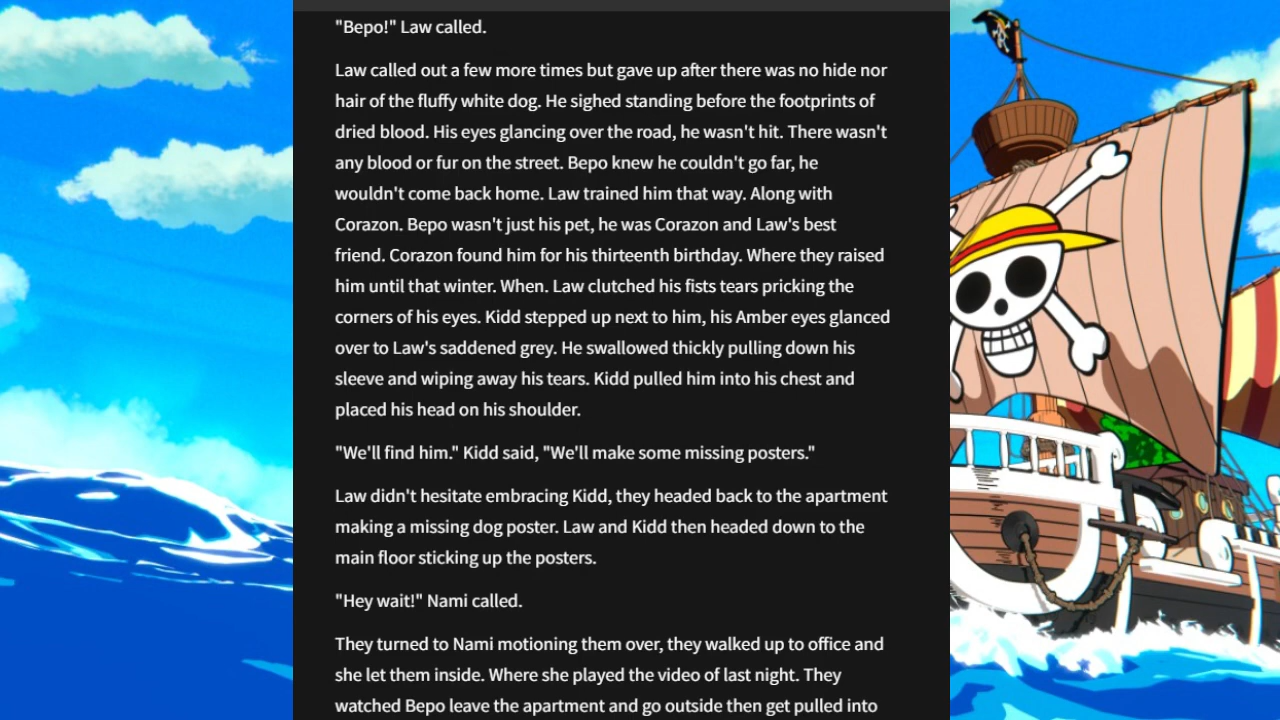 "Bepo!" Law called.
Law called out a few more times but gave up after there was no hide nor
hair of the fluffy white dog. He sighed standing before the footprints of
dried blood. His eyes glancing over the road, he wasn't hit. There wasn't
any blood or fur on the street. Bepo knew he couldn't go far, he
wouldn't come back home. Law trained him that way. Along with
Corazon. Bepo wasn't just his pet, he was Corazon and Law's best
friend. Corazon found him for his thirteenth birthday. Where they raised
him until that winter. When. Law clutched his fists tears pricking the
corners of his eyes. Kidd stepped up next to him, his Amber eyes glanced
over to Law's saddened grey. He swallowed thickly pulling down his
sleeve and wiping away his tears. Kidd pulled him into his chest and
placed his head on his shoulder.
"We'll find him." Kidd said, "We'll make some missing posters."
Law didn't hesitate embracing Kidd, they headed back to the apartment
making a missing dog poster. Law and Kidd then headed down to the
main floor sticking up the posters.
"Hey wait!" Nami called.
They turned to Nami motioning them over, they walked up to office and
she let them inside. Where she played the video of last night. They
watched Bepo leave the apartment and go outside then get pulled into